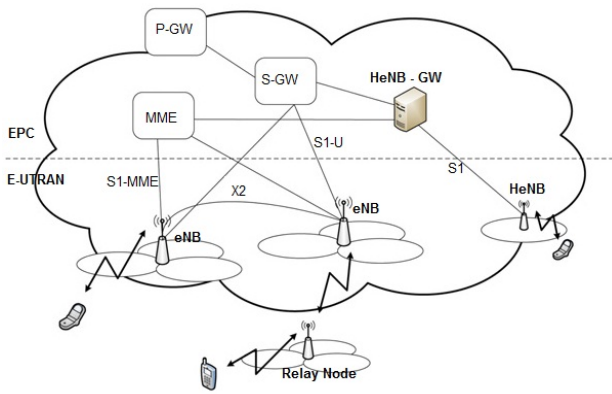 P-GW
S-GW
HeNB - GW
MME
EPC
S1-U
E-UTRAN
S1-MME
X2
S1
HeNB
eNB
eNB
Relay Node